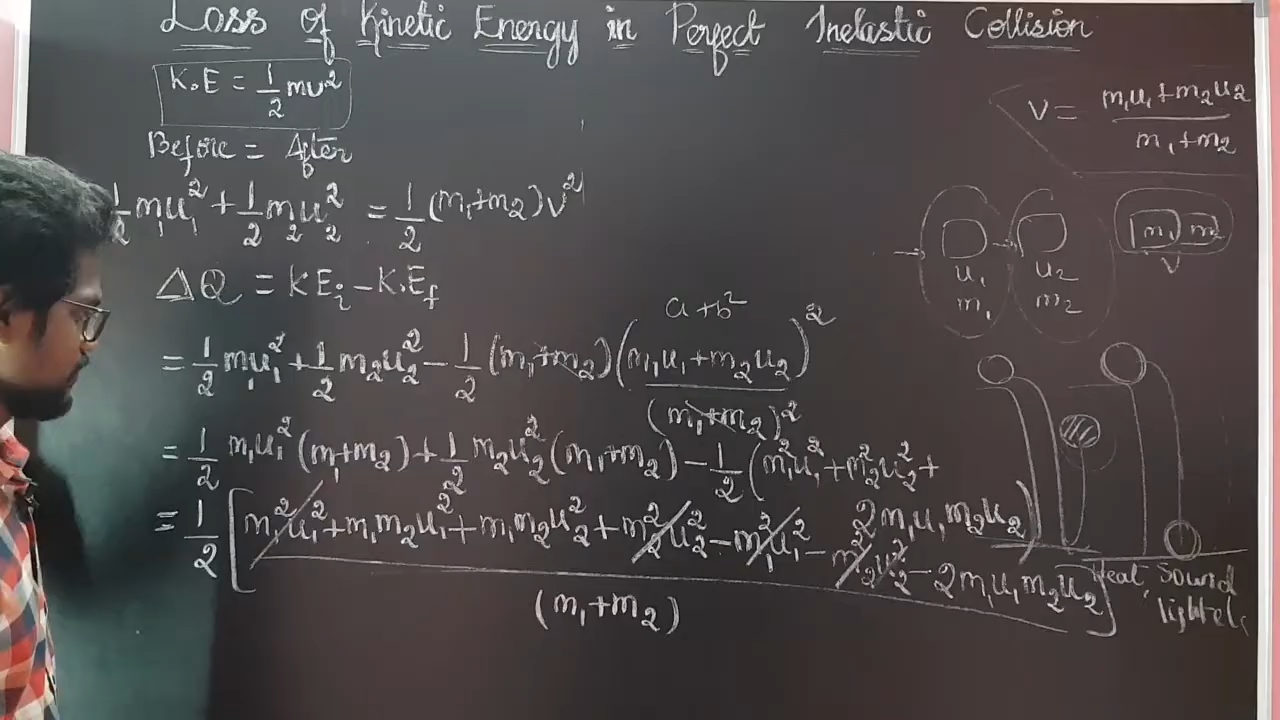 Loss of Kinetic Energy in Perfect Inelastic Collision
K.E = 1/2 mv²
Before = After
1/2 m₁u₁² + 1/2 m₂u₂² = 1/2 (m₁+m₂)v²
ΔQ = KEi - K.Ef
a+b²
= 1/2 m₁u₁² + 1/2 m₂u₂² - 1/2 (m₁+m₂) (m₁u₁+m₂u₂)² / (m₁+m₂)²
= 1/2 m₁u₁² (m₁+m₂) + 1/2 m₂u₂² (m₁+m₂) - 1/2 (m₁²u₁² + m₂²u₂² +
2m₁u₁m₂u₂)
= 1/2 [m₁²u₁² + m₁m₂u₁² + m₁m₂u₂² + m₂²u₂² - m₁²u₁² - m₂²u₂² - 2m₁u₁m₂u₂]
(m₁+m₂)
V = m₁u₁+m₂u₂ / m₁+m₂
u₁ u₂
m₁ m₂
m₁ m₂
V
Heat, Sound
light